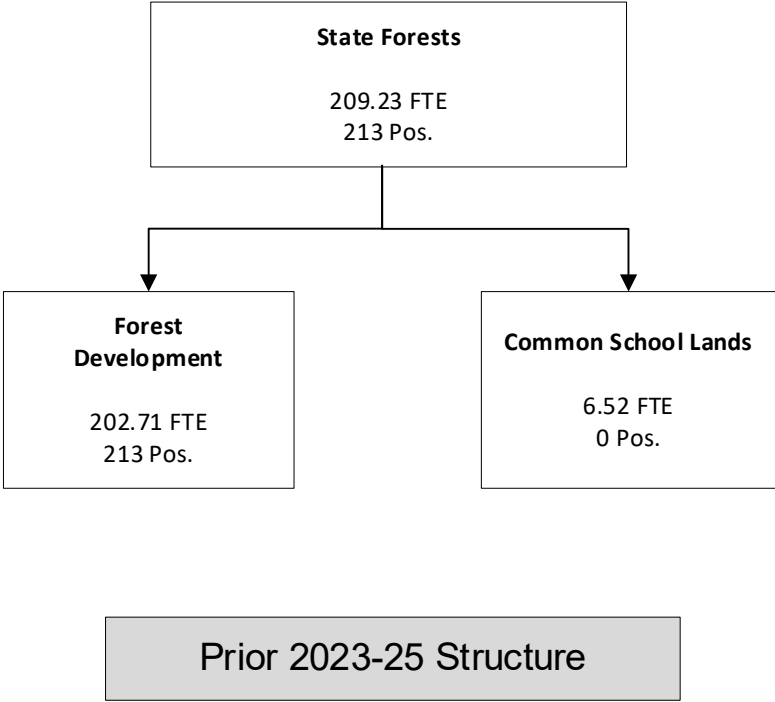 State Forests
209.23 FTE
213 Pos.
Forest
Development
202.71 FTE
213 Pos.
Common School Lands
6.52 FTE
0 Pos.
Prior 2023-25 Structure